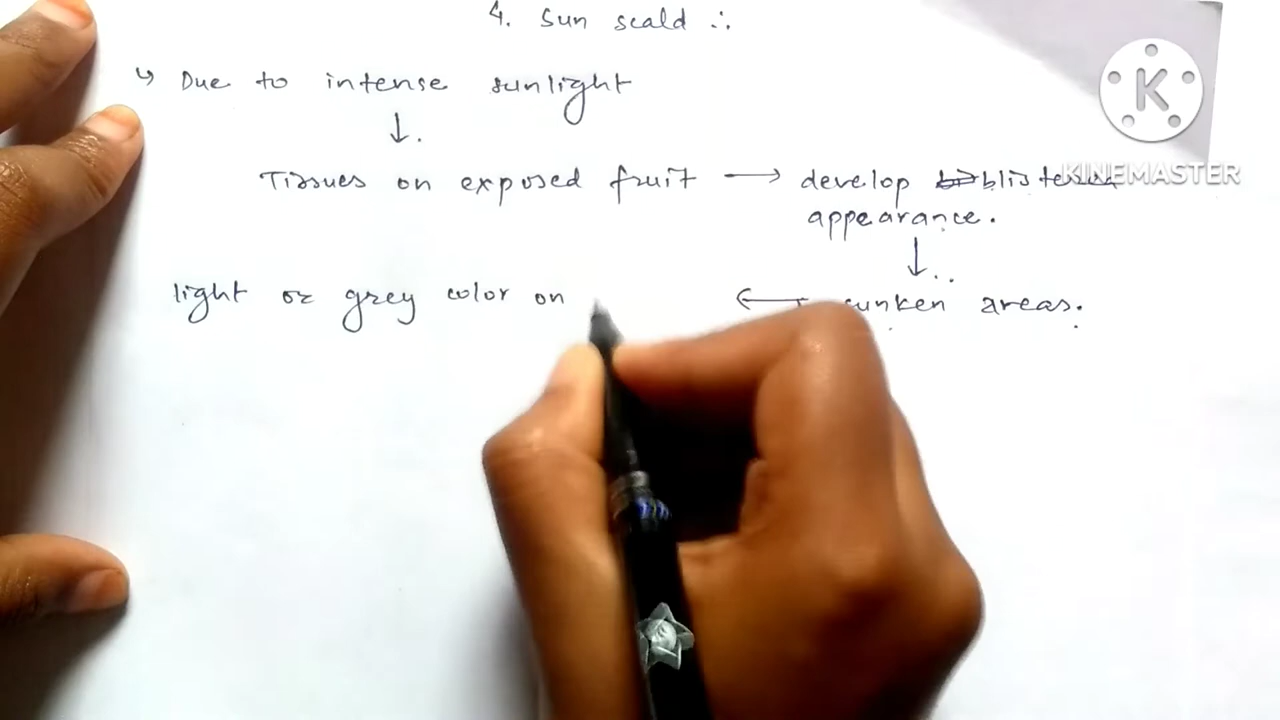 4. Sun scald ∴
↳ Due to intense sunlight
↓.
Tissues on exposed fruit → develop
appearance.
↓..
light or grey color on ← sunken areas.
K
KINEMASTER